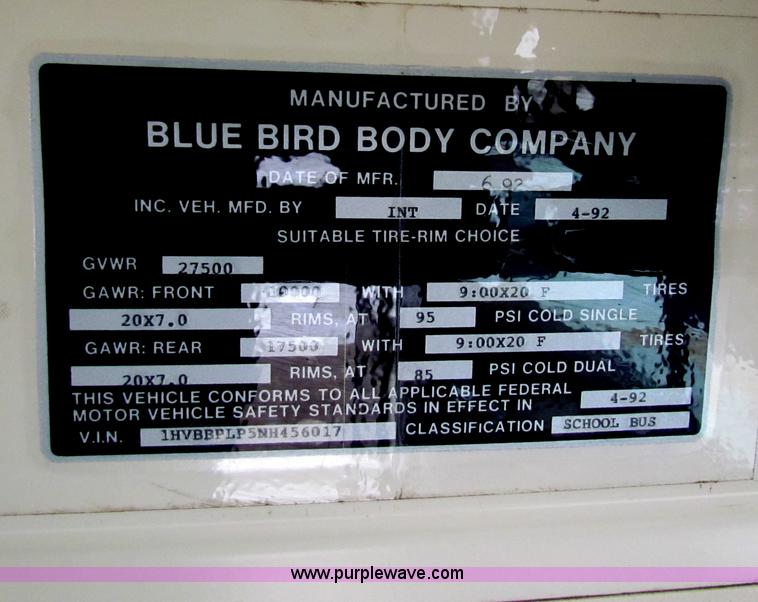 MANUFACTURED BY
BLUE BIRD BODY COMPANY
DATE OF MFR. 6 92
INC. VEH. MFD. BY INT DATE 4-92
SUITABLE TIRE-RIM CHOICE
GVWR 27500
GAWR: FRONT 10000 WITH 9:00X20 F TIRES
20X7.0 RIMS, AT 95 PSI COLD SINGLE
GAWR: REAR 17500 WITH 9:00X20 F TIRES
20X7.0 RIMS, AT 85 PSI COLD DUAL
THIS VEHICLE CONFORMS TO ALL APPLICABLE FEDERAL
MOTOR VEHICLE SAFETY STANDARDS IN EFFECT IN 4-92
V.I.N. 1HVBBPLP5NH456017 CLASSIFICATION SCHOOL BUS
www.purplewave.com